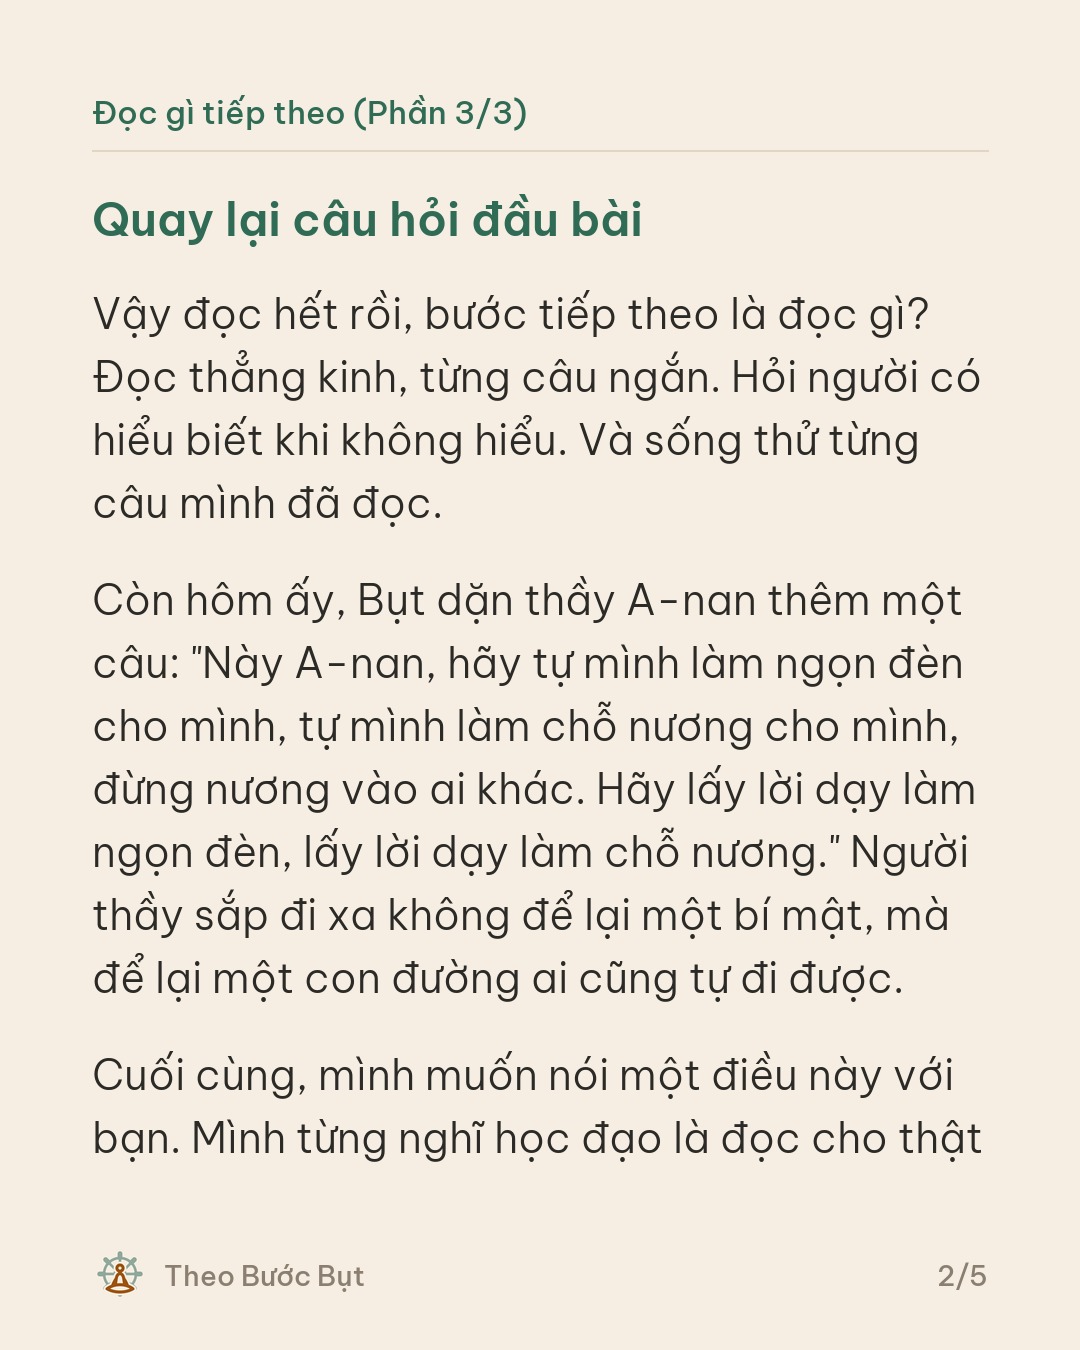 Đọc gì tiếp theo (Phần 3/3)
Quay lại câu hỏi đầu bài
Vậy đọc hết rồi, bước tiếp theo là đọc gì?
Đọc thẳng kinh, từng câu ngắn. Hỏi người có
hiểu biết khi không hiểu. Và sống thử từng
câu mình đã đọc.
Còn hôm ấy, Bụt dặn thầy A-nan thêm một
câu: "Này A-nan, hãy tự mình làm ngọn đèn
cho mình, tự mình làm chỗ nương cho mình,
đừng nương vào ai khác. Hãy lấy lời dạy làm
ngọn đèn, lấy lời dạy làm chỗ nương." Người
thầy sắp đi xa không để lại một bí mật, mà
để lại một con đường ai cũng tự đi được.
Cuối cùng, mình muốn nói một điều này với
bạn. Mình từng nghĩ học đạo là đọc cho thật
Theo Bước Bụt
2/5